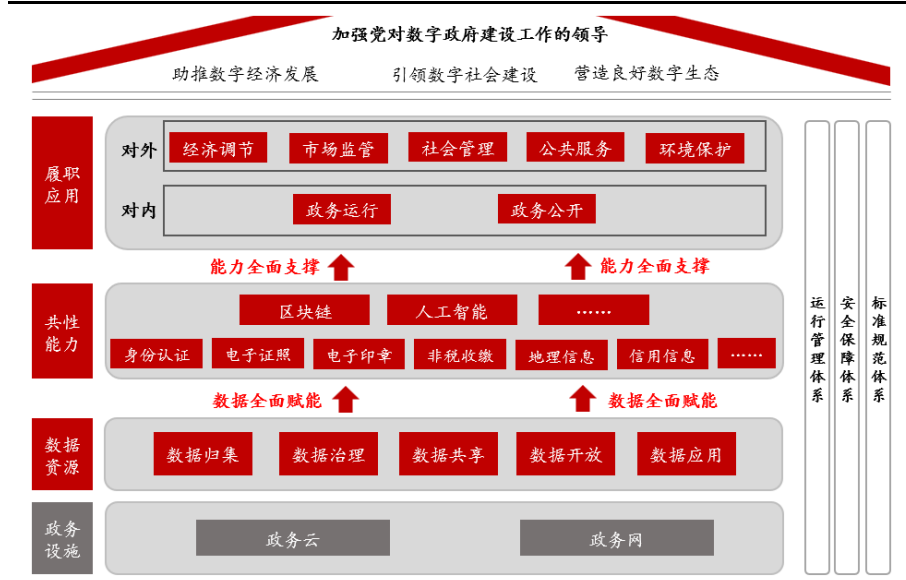 加强党对数字政府建设工作的领导
助推数字经济发展 引领数字社会建设 营造良好数字生态
履职
应用
对外 经济调节 市场监管 社会管理 公共服务 环境保护
对内 政务运行 政务公开
能力全面支撑 能力全面支撑
共性
能力
区块链 人工智能 ……
身份认证 电子证照 电子印章 非税收缴 地理信息 信用信息 ……
数据全面赋能 数据全面赋能
数据
资源
数据归集 数据治理 数据共享 数据开放 数据应用
政务
设施
政务云 政务网
运行管理体系
安全保障体系
标准规范体系